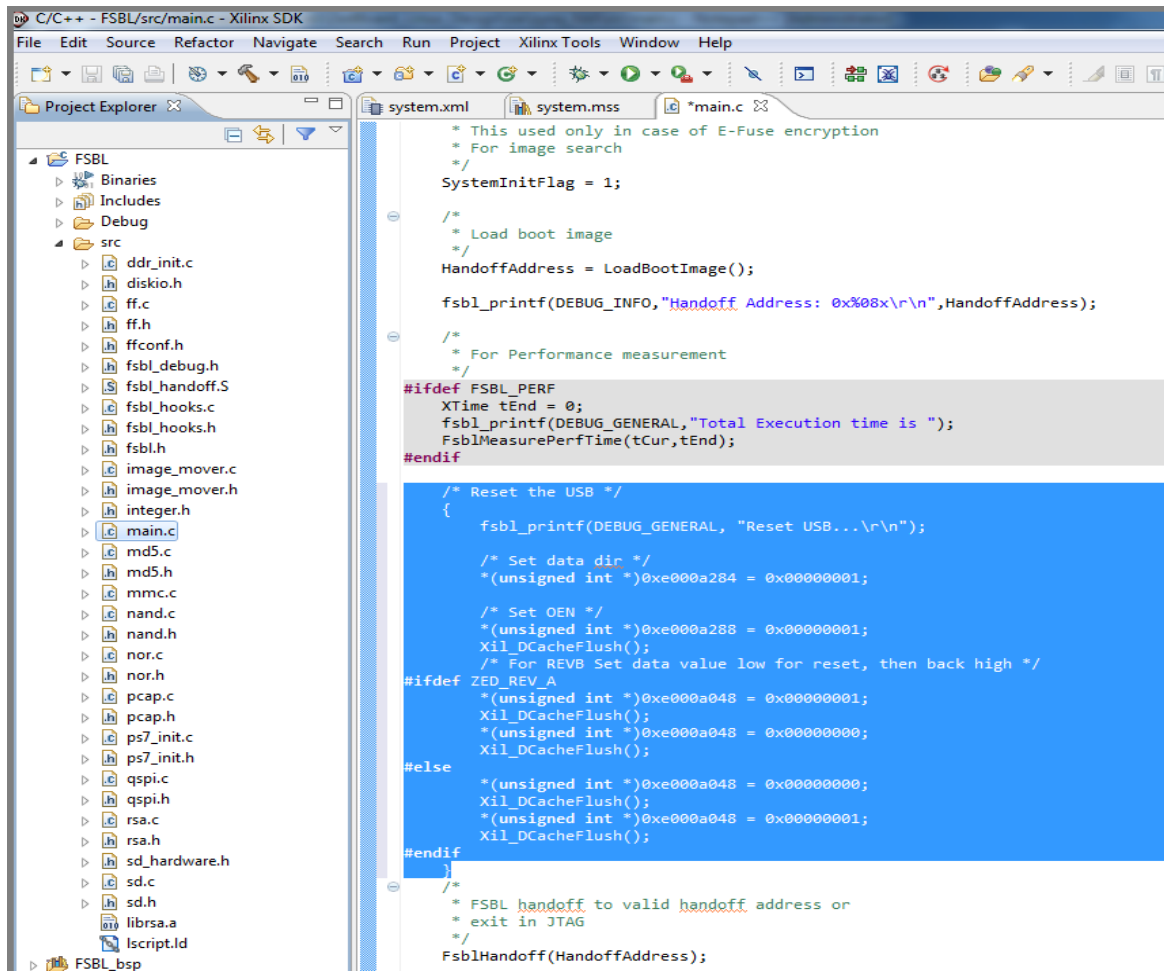 C/C++ - FSBL/src/main.c - Xilinx SDK
File Edit Source Refactor Navigate Search Run Project Xilinx Tools Window Help
Project Explorer
FSBL
Binaries
Includes
Debug
src
ddr_init.c
diskio.h
ff.c
ff.h
ffconf.h
fsbl_debug.h
fsbl_handoff.S
fsbl_hooks.c
fsbl_hooks.h
fsbl.h
image_mover.c
image_mover.h
integer.h
main.c
md5.c
md5.h
mmc.c
nand.c
nand.h
nor.c
nor.h
pcap.c
pcap.h
ps7_init.c
ps7_init.h
qspi.c
qspi.h
rsa.c
rsa.h
sd_hardware.h
sd.c
sd.h
librsa.a
lscript.ld
FSBL_bsp
system.xml system.mss *main.c
* This used only in case of E-Fuse encryption
* For image search
*/
SystemInitFlag = 1;
/*
* Load boot image
*/
HandoffAddress = LoadBootImage();
fsbl_printf(DEBUG_INFO,"Handoff Address: 0x%08x\r\n",HandoffAddress);
/*
* For Performance measurement
*/
#ifdef FSBL_PERF
XTime tEnd = 0;
fsbl_printf(DEBUG_GENERAL,"Total Execution time is ");
FsblMeasurePerfTime(tCur,tEnd);
#endif
/* Reset the USB */
{
fsbl_printf(DEBUG_GENERAL, "Reset USB...\r\n");
/* Set data dir */
*(unsigned int *)0xe000a284 = 0x00000001;
/* Set OEN */
*(unsigned int *)0xe000a288 = 0x00000001;
Xil_DCacheFlush();
/* For REVB Set data value low for reset, then back high */
#ifdef ZED_REV_A
*(unsigned int *)0xe000a048 = 0x00000001;
Xil_DCacheFlush();
*(unsigned int *)0xe000a048 = 0x00000000;
Xil_DCacheFlush();
#else
*(unsigned int *)0xe000a048 = 0x00000000;
Xil_DCacheFlush();
*(unsigned int *)0xe000a048 = 0x00000001;
Xil_DCacheFlush();
#endif
}
/*
* FSBL handoff to valid handoff address or
* exit in JTAG
*/
FsblHandoff(HandoffAddress);